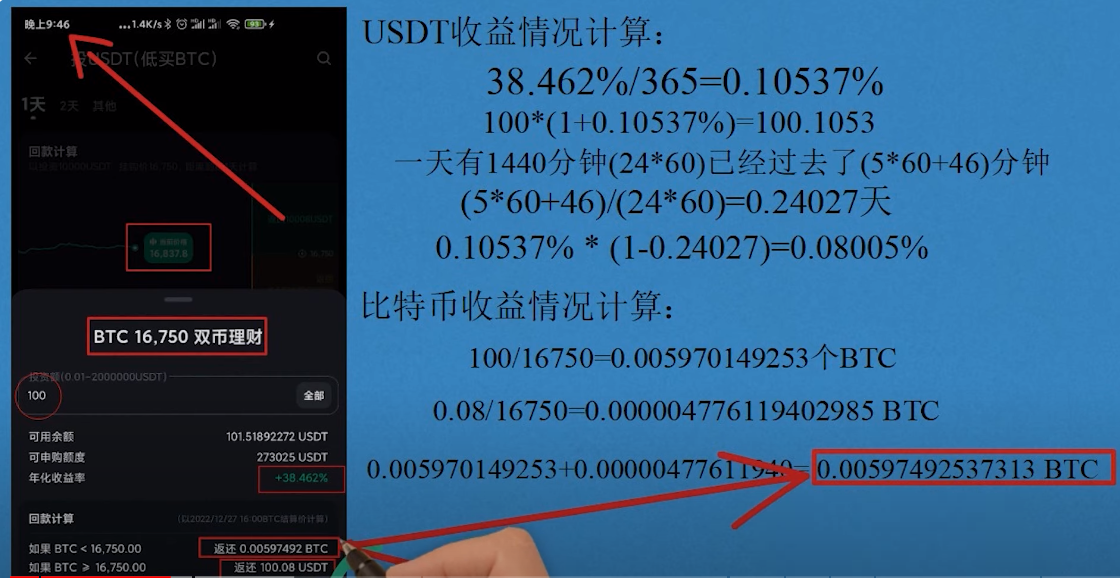 晚上9:46
...1.4K/s
93
投USDT(低买BTC)
1天 2天 其他
回款计算
当前价格
16,837.5
16,750
BTC 16,750 双币理财
投资额(0.01~2000000USDT)
100
全部
可用余额 101.51892272 USDT
可申购额度 273025 USDT
年化收益率 +38.462%
回款计算 (以2022/12/27 16:00BTC结算价计算)
如果 BTC < 16,750.00 返还 0.00597492 BTC
如果 BTC ≥ 16,750.00 返还 100.08 USDT
USDT收益情况计算：
38.462%/365=0.10537%
100*(1+0.10537%)=100.1053
一天有1440分钟(24*60)已经过去了(5*60+46)分钟
(5*60+46)/(24*60)=0.24027天
0.10537% * (1-0.24027)=0.08005%
比特币收益情况计算：
100/16750=0.005970149253个BTC
0.08/16750=0.000004776119402985 BTC
0.005970149253+0.00000477611940=0.00597492537313 BTC